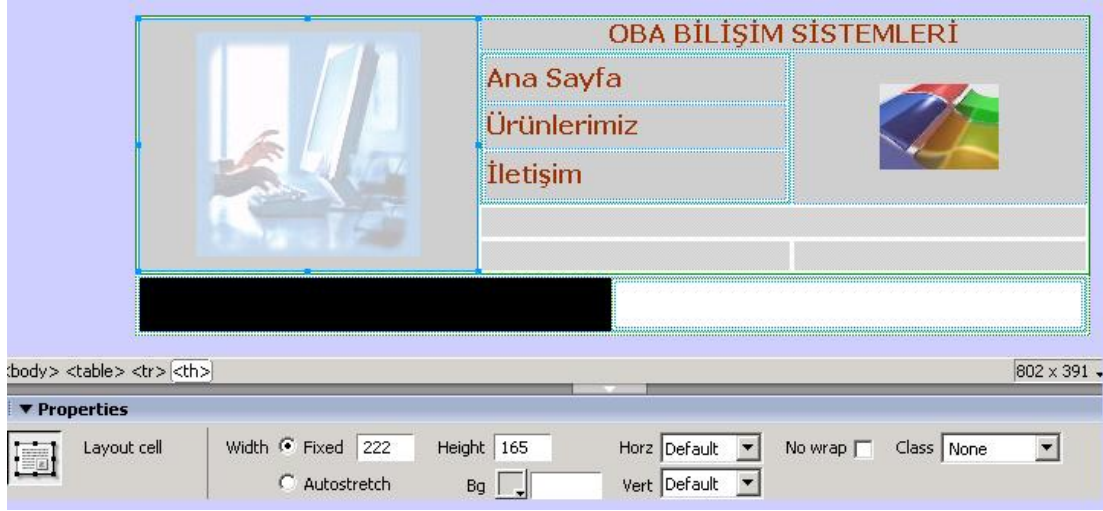 OBA BİLİŞİM SİSTEMLERİ
Ana Sayfa
Ürünlerimiz
İletişim
<body> <table> <tr> <th>
802 x 391
Properties
Layout cell
Width Fixed 222 Height 165 Horz Default No wrap Class None
Autostretch Bg Vert Default